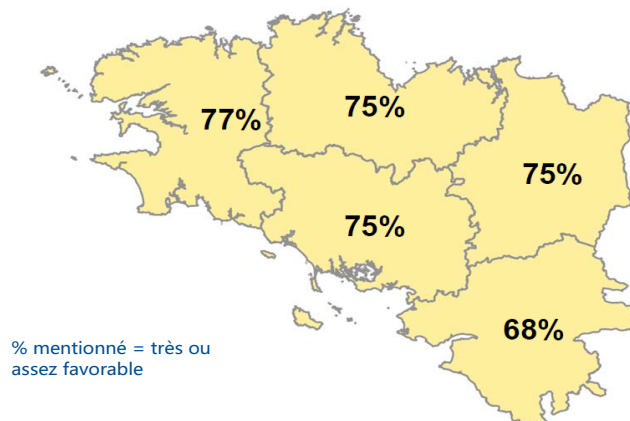 77%
75%
75%
75%
68%
% mentionné = très ou
assez favorable